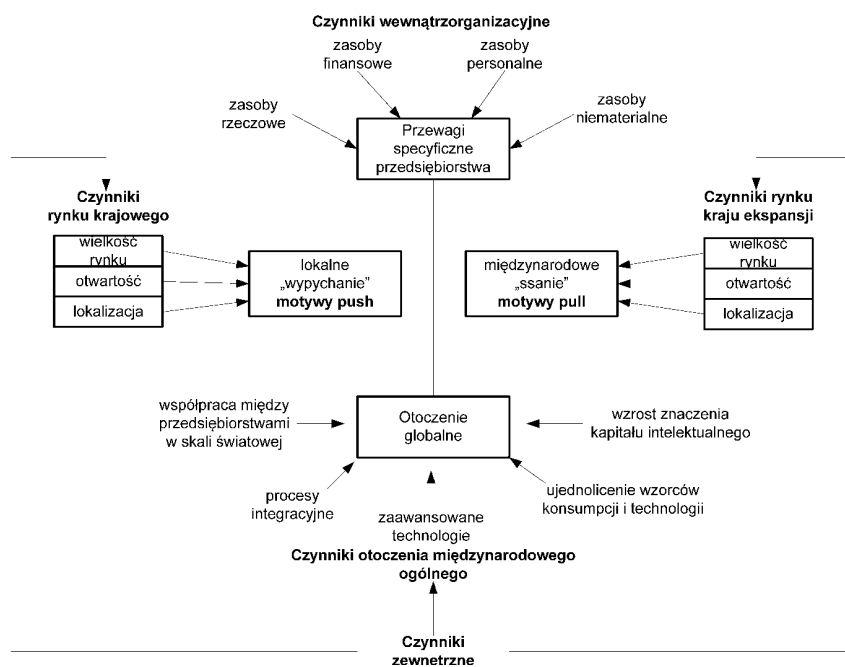 Czynniki wewnątrzorganizacyjne
zasoby
finansowe
zasoby
personalne
zasoby
rzeczowe
zasoby
niematerialne
Przewagi
specyficzne
przedsiębiorstwa
Czynniki
rynku krajowego
Czynniki rynku
kraju ekspansji
wielkość
rynku
otwartość
lokalizacja
lokalne
„wypychanie”
motywy push
międzynarodowe
„ssanie”
motywy pull
wielkość
rynku
otwartość
lokalizacja
współpraca między
przedsiębiorstwami
w skali światowej
Otoczenie
globalne
wzrost znaczenia
kapitału intelektualnego
procesy
integracyjne
ujednolicenie wzorców
konsumpcji i technologii
zaawansowane
technologie
Czynniki otoczenia międzynarodowego
ogólnego
Czynniki
zewnętrzne